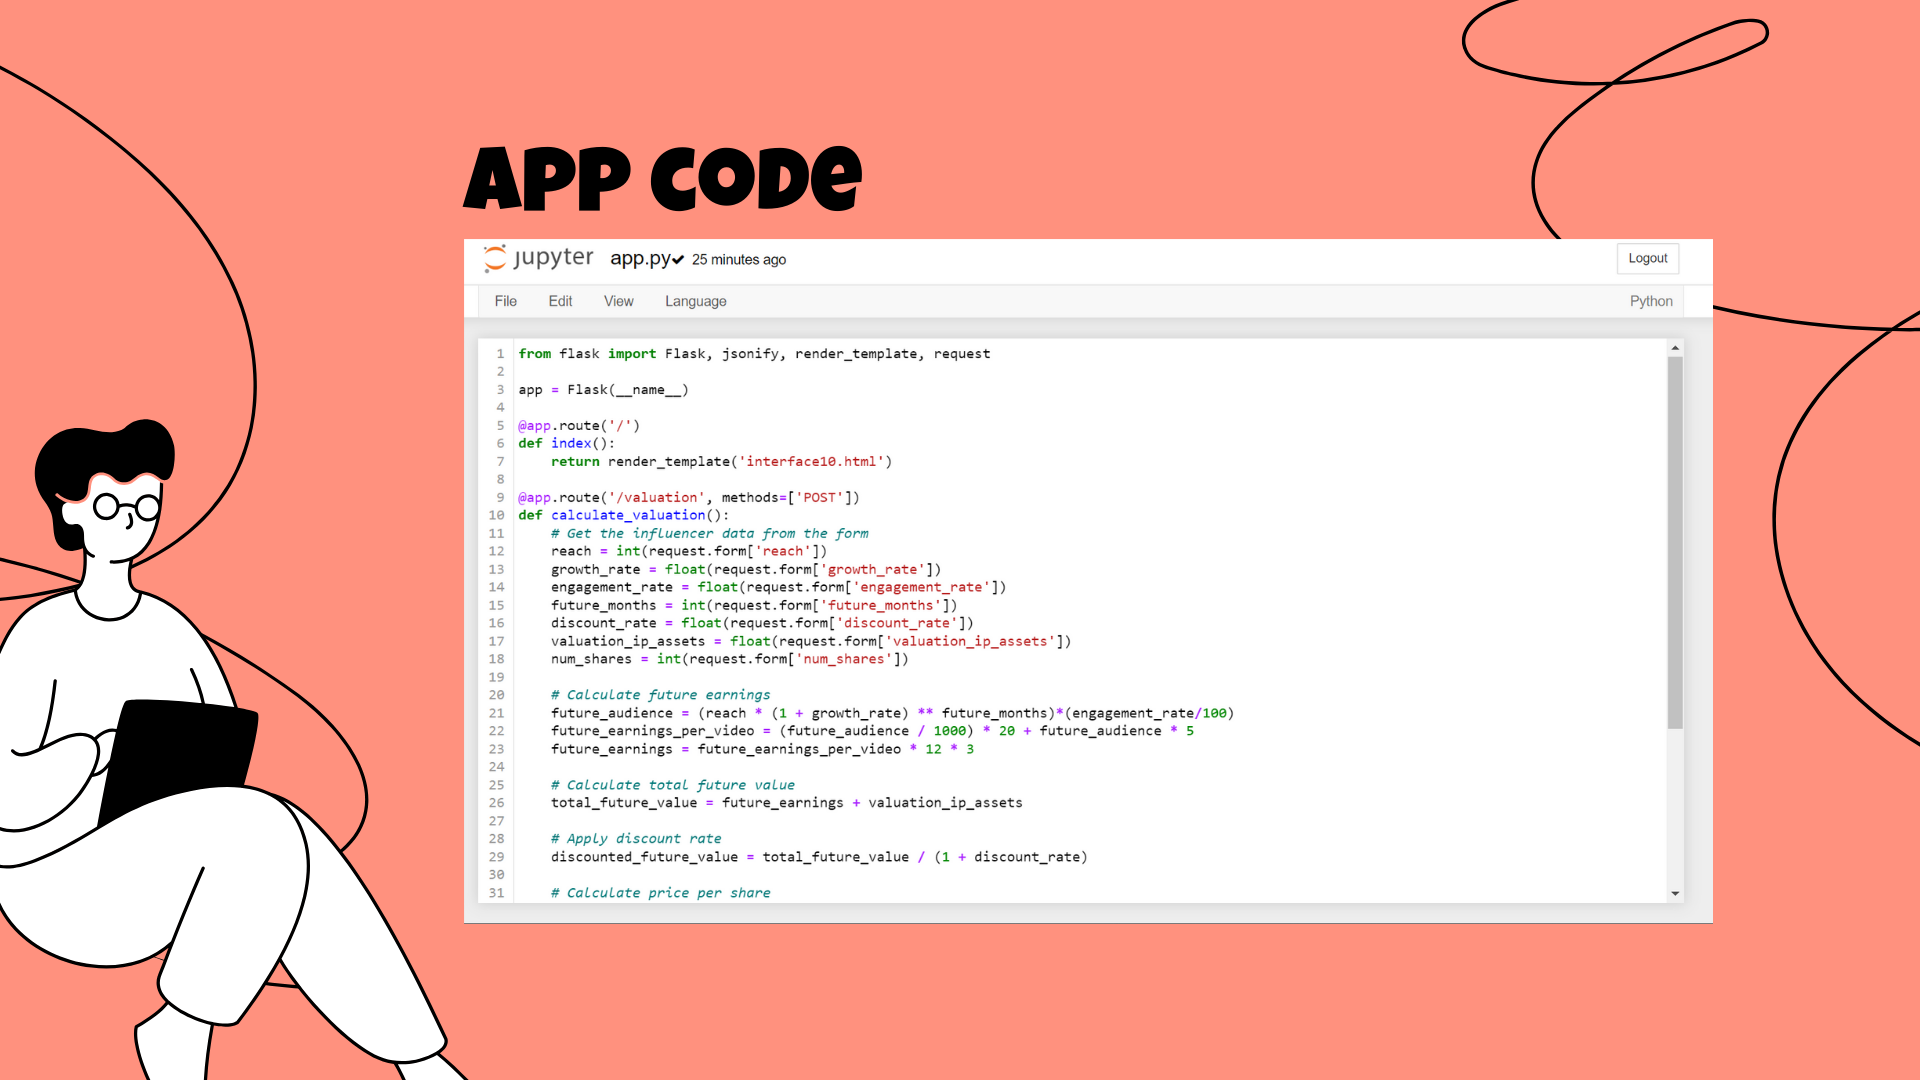 APP CODE
jupyter app.py✔ 25 minutes ago Logout
File Edit View Language Python
1 from flask import Flask, jsonify, render_template, request
2
3 app = Flask(__name__)
4
5 @app.route('/')
6 def index():
7     return render_template('interface10.html')
8
9 @app.route('/valuation', methods=['POST'])
10 def calculate_valuation():
11     # Get the influencer data from the form
12     reach = int(request.form['reach'])
13     growth_rate = float(request.form['growth_rate'])
14     engagement_rate = float(request.form['engagement_rate'])
15     future_months = int(request.form['future_months'])
16     discount_rate = float(request.form['discount_rate'])
17     valuation_ip_assets = float(request.form['valuation_ip_assets'])
18     num_shares = int(request.form['num_shares'])
19
20     # Calculate future earnings
21     future_audience = (reach * (1 + growth_rate) ** future_months)*(engagement_rate/100)
22     future_earnings_per_video = (future_audience / 1000) * 20 + future_audience * 5
23     future_earnings = future_earnings_per_video * 12 * 3
24
25     # Calculate total future value
26     total_future_value = future_earnings + valuation_ip_assets
27
28     # Apply discount rate
29     discounted_future_value = total_future_value / (1 + discount_rate)
30
31     # Calculate price per share